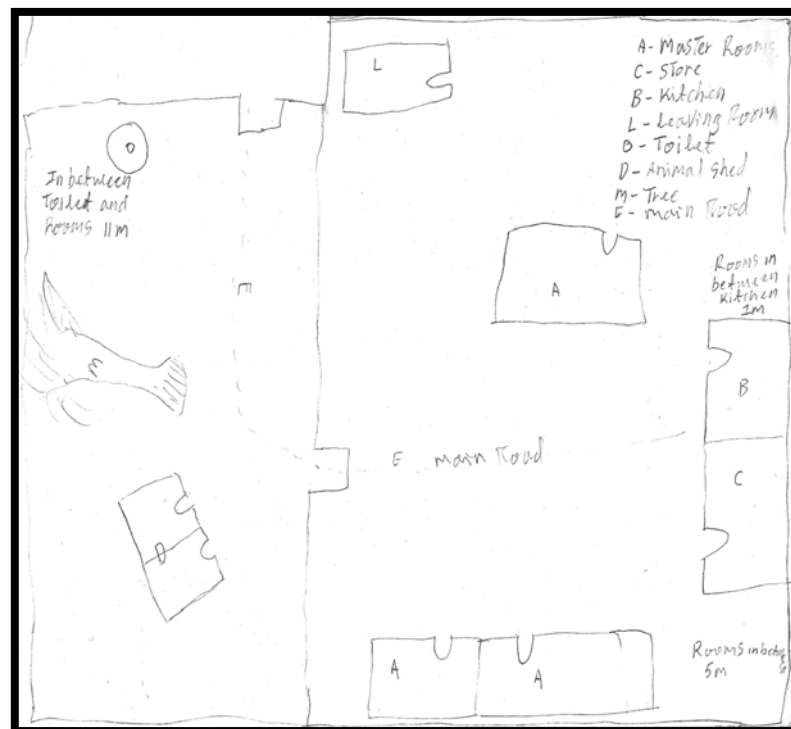 L
A- Master Rooms
C- Store
B- Kitchen
L- Leaving Room
O- Toilet
D- Animal Shed
M- Tree
E- main Road
O
In between
Toilet and
Rooms 11M
E
A
Rooms in
between
Kitchen
1M
M
B
E main Road
C
D
A
A
Rooms in
5m